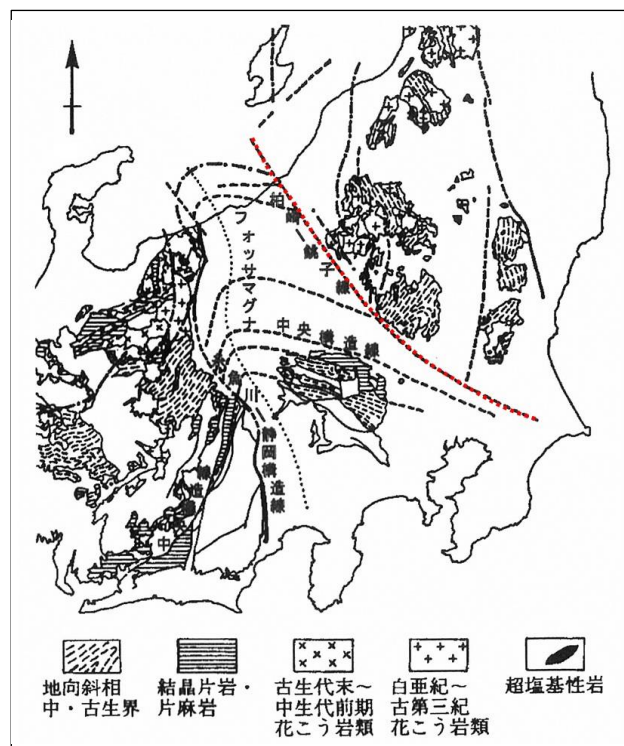 柏崎―銚子線
フォッサマグナ
中央構造線
糸魚川
静岡構造線
中
構造線
地向斜相
中・古生界
結晶片岩・
片麻岩
古生代末～
中生代前期
花こう岩類
白亜紀～
古第三紀
花こう岩類
超塩基性岩